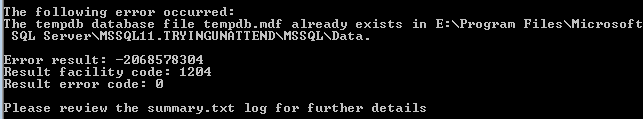 The following error occurred:
The tempdb database file tempdb.mdf already exists in E:\Program Files\Microsoft
 SQL Server\MSSQL11.TRYINGUNATTEND\MSSQL\Data.
Error result: -2068578304
Result facility code: 1204
Result error code: 0
Please review the summary.txt log for further details